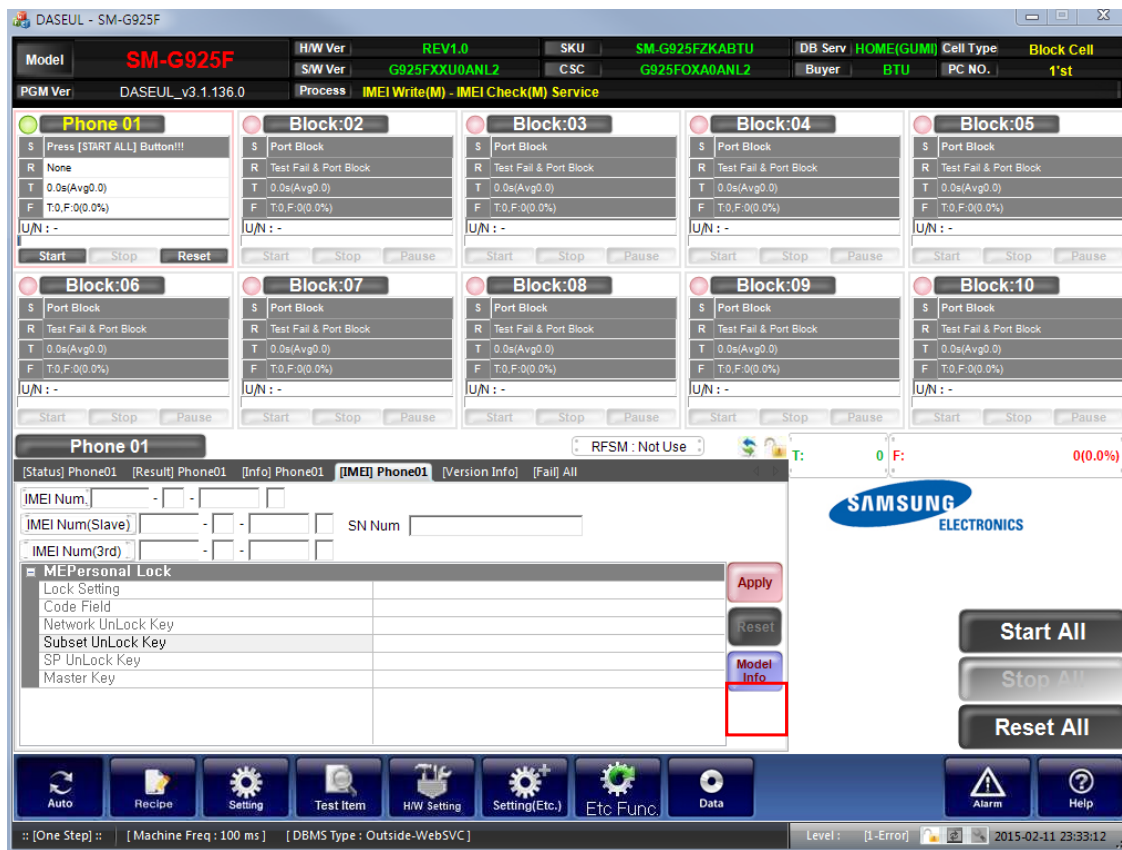 DASEUL - SM-G925F
Model SM-G925F H/W Ver REV1.0 SKU SM-G925FZKABTU DB Serv HOME(GUMI) Cell Type Block Cell
S/W Ver G925FXXU0ANL2 CSC G925FOXA0ANL2 Buyer BTU PC NO. 1'st
PGM Ver DASEUL_v3.1.136.0 Process IMEI Write(M) - IMEI Check(M) Service
Phone 01 Block:02 Block:03 Block:04 Block:05
S Press [START ALL] Button!!! S Port Block S Port Block S Port Block S Port Block
R None R Test Fail & Port Block R Test Fail & Port Block R Test Fail & Port Block R Test Fail & Port Block
T 0.0s(Avg0.0) T 0.0s(Avg0.0) T 0.0s(Avg0.0) T 0.0s(Avg0.0) T 0.0s(Avg0.0)
F T:0,F:0(0.0%) F T:0,F:0(0.0%) F T:0,F:0(0.0%) F T:0,F:0(0.0%) F T:0,F:0(0.0%)
U/N : - U/N : - U/N : - U/N : - U/N : -
Start Stop Reset Start Stop Pause Start Stop Pause Start Stop Pause Start Stop Pause
Block:06 Block:07 Block:08 Block:09 Block:10
S Port Block S Port Block S Port Block S Port Block S Port Block
R Test Fail & Port Block R Test Fail & Port Block R Test Fail & Port Block R Test Fail & Port Block R Test Fail & Port Block
T 0.0s(Avg0.0) T 0.0s(Avg0.0) T 0.0s(Avg0.0) T 0.0s(Avg0.0) T 0.0s(Avg0.0)
F T:0,F:0(0.0%) F T:0,F:0(0.0%) F T:0,F:0(0.0%) F T:0,F:0(0.0%) F T:0,F:0(0.0%)
U/N : - U/N : - U/N : - U/N : - U/N : -
Start Stop Pause Start Stop Pause Start Stop Pause Start Stop Pause Start Stop Pause
Phone 01 RFSM : Not Use T: 0 F: 0(0.0%)
[Status] Phone01 [Result] Phone01 [Info] Phone01 [IMEI] Phone01 [Version Info] [Fail] All
IMEI Num. - -
IMEI Num(Slave) - - SN Num
IMEI Num(3rd) - -
SAMSUNG
ELECTRONICS
MEPersonal Lock
Lock Setting
Code Field
Network UnLock Key
Subset UnLock Key
SP UnLock Key
Master Key
Apply
Reset
Model
Info
Start All
Stop All
Reset All
Auto Recipe Setting Test Item H/W Setting Setting(Etc.) Etc Func. Data Alarm Help
:: [One Step] :: [ Machine Freq : 100 ms ] [ DBMS Type : Outside-WebSVC ] Level : [1-Error] 2015-02-11 23:33:12